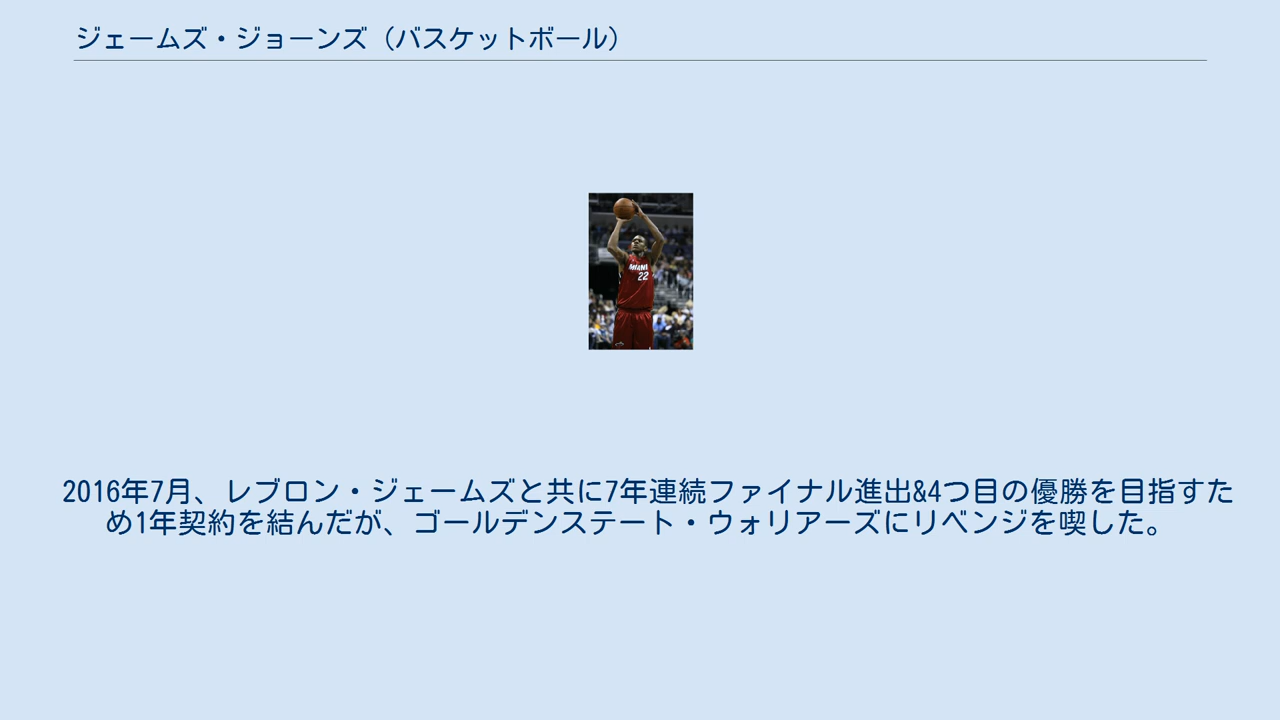 ジェームズ・ジョーンズ（バスケットボール）
MIAMI
22
2016年7月、レブロン・ジェームズと共に7年連続ファイナル進出&4つ目の優勝を目指すた
め1年契約を結んだが、ゴールデンステート・ウォリアーズにリベンジを喫した。